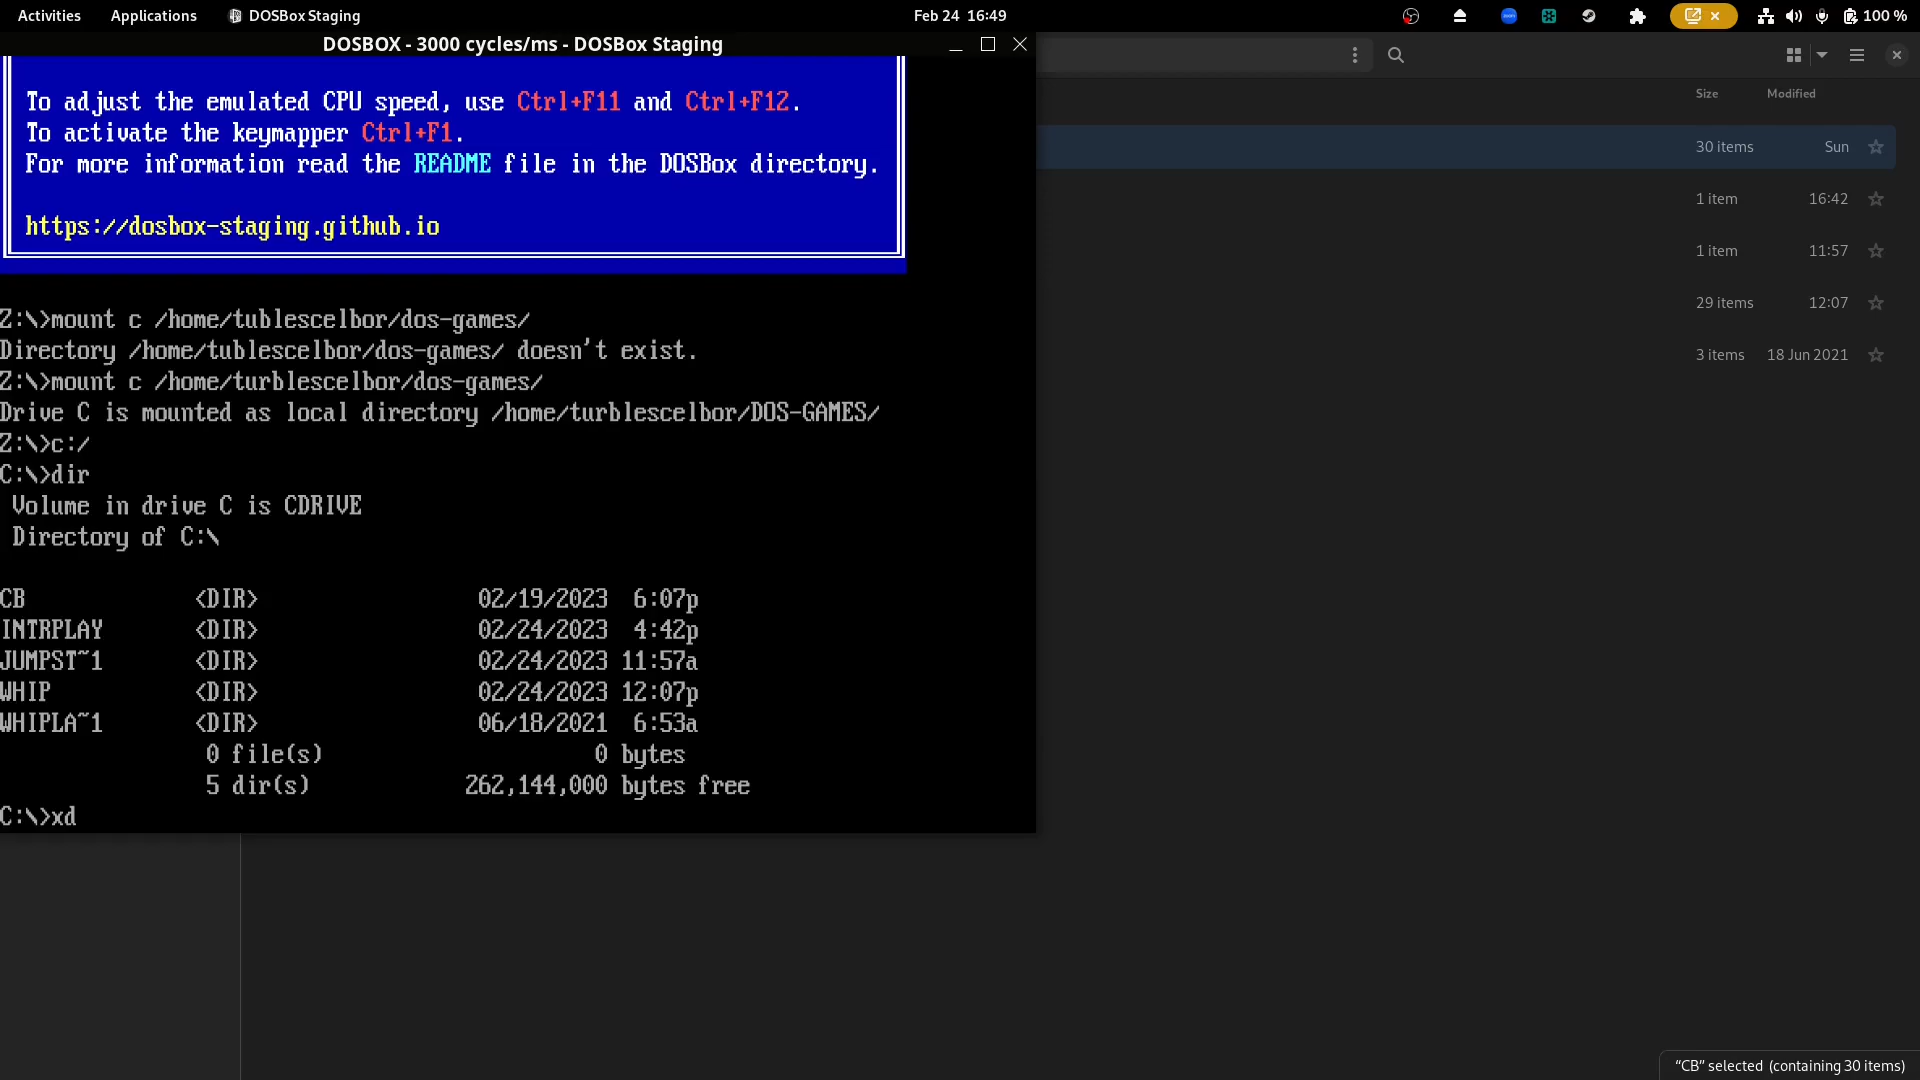 Activities Applications DOSBox Staging Feb 24 16:49 100 %
DOSBOX - 3000 cycles/ms - DOSBox Staging
To adjust the emulated CPU speed, use Ctrl+F11 and Ctrl+F12.
To activate the keymapper Ctrl+F1.
For more information read the README file in the DOSBox directory.
https://dosbox-staging.github.io
Z:\>mount c /home/tublescelbor/dos-games/
Directory /home/tublescelbor/dos-games/ doesn't exist.
Z:\>mount c /home/turblescelbor/dos-games/
Drive C is mounted as local directory /home/turblescelbor/DOS-GAMES/
Z:\>c:/
C:\>dir
Volume in drive C is CDRIVE
Directory of C:\
CB <DIR> 02/19/2023 6:07p
INTRPLAY <DIR> 02/24/2023 4:42p
JUMPST~1 <DIR> 02/24/2023 11:57a
WHIP <DIR> 02/24/2023 12:07p
WHIPLA~1 <DIR> 06/18/2021 6:53a
0 file(s) 0 bytes
5 dir(s) 262,144,000 bytes free
C:\>xd
Size Modified
30 items Sun
1 item 16:42
1 item 11:57
29 items 12:07
3 items 18 Jun 2021
“CB” selected (containing 30 items)